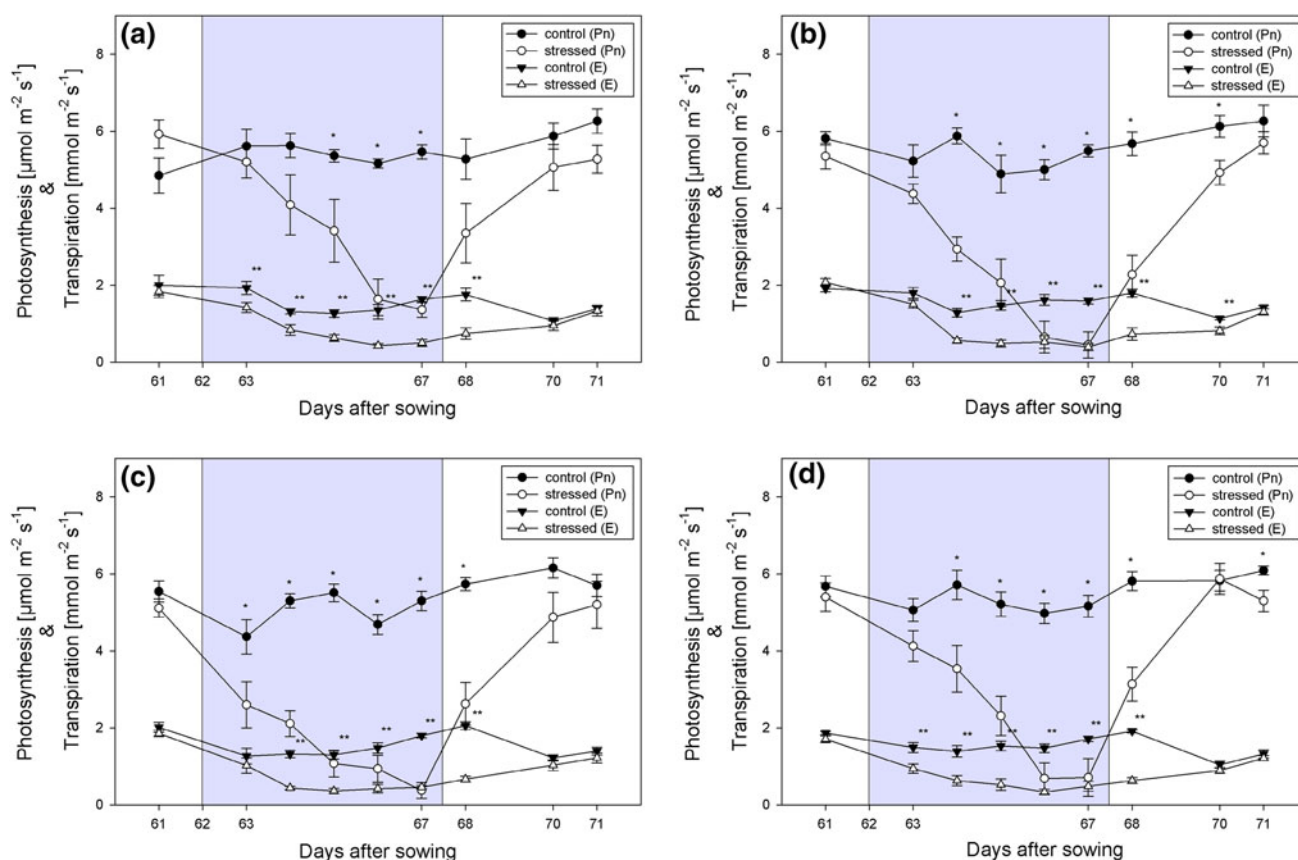 (a)
control (Pn)
stressed (Pn)
control (E)
stressed (E)
Photosynthesis [µmol m⁻² s⁻¹]
&
Transpiration [mmol m⁻² s⁻¹]
8
6
4
2
0
* * *
** ** ** ** ** **
61 62 63 67 68 70 71
Days after sowing
(b)
control (Pn)
stressed (Pn)
control (E)
stressed (E)
Photosynthesis [µmol m⁻² s⁻¹]
&
Transpiration [mmol m⁻² s⁻¹]
8
6
4
2
0
* * * * * *
** ** ** ** ** **
61 62 63 67 68 70 71
Days after sowing
(c)
control (Pn)
stressed (Pn)
control (E)
stressed (E)
Photosynthesis [µmol m⁻² s⁻¹]
&
Transpiration [mmol m⁻² s⁻¹]
8
6
4
2
0
* * * * * *
** ** ** ** **
61 62 63 67 68 70 71
Days after sowing
(d)
control (Pn)
stressed (Pn)
control (E)
stressed (E)
Photosynthesis [µmol m⁻² s⁻¹]
&
Transpiration [mmol m⁻² s⁻¹]
8
6
4
2
0
* * * * * *
** ** ** ** ** **
61 62 63 67 68 70 71
Days after sowing